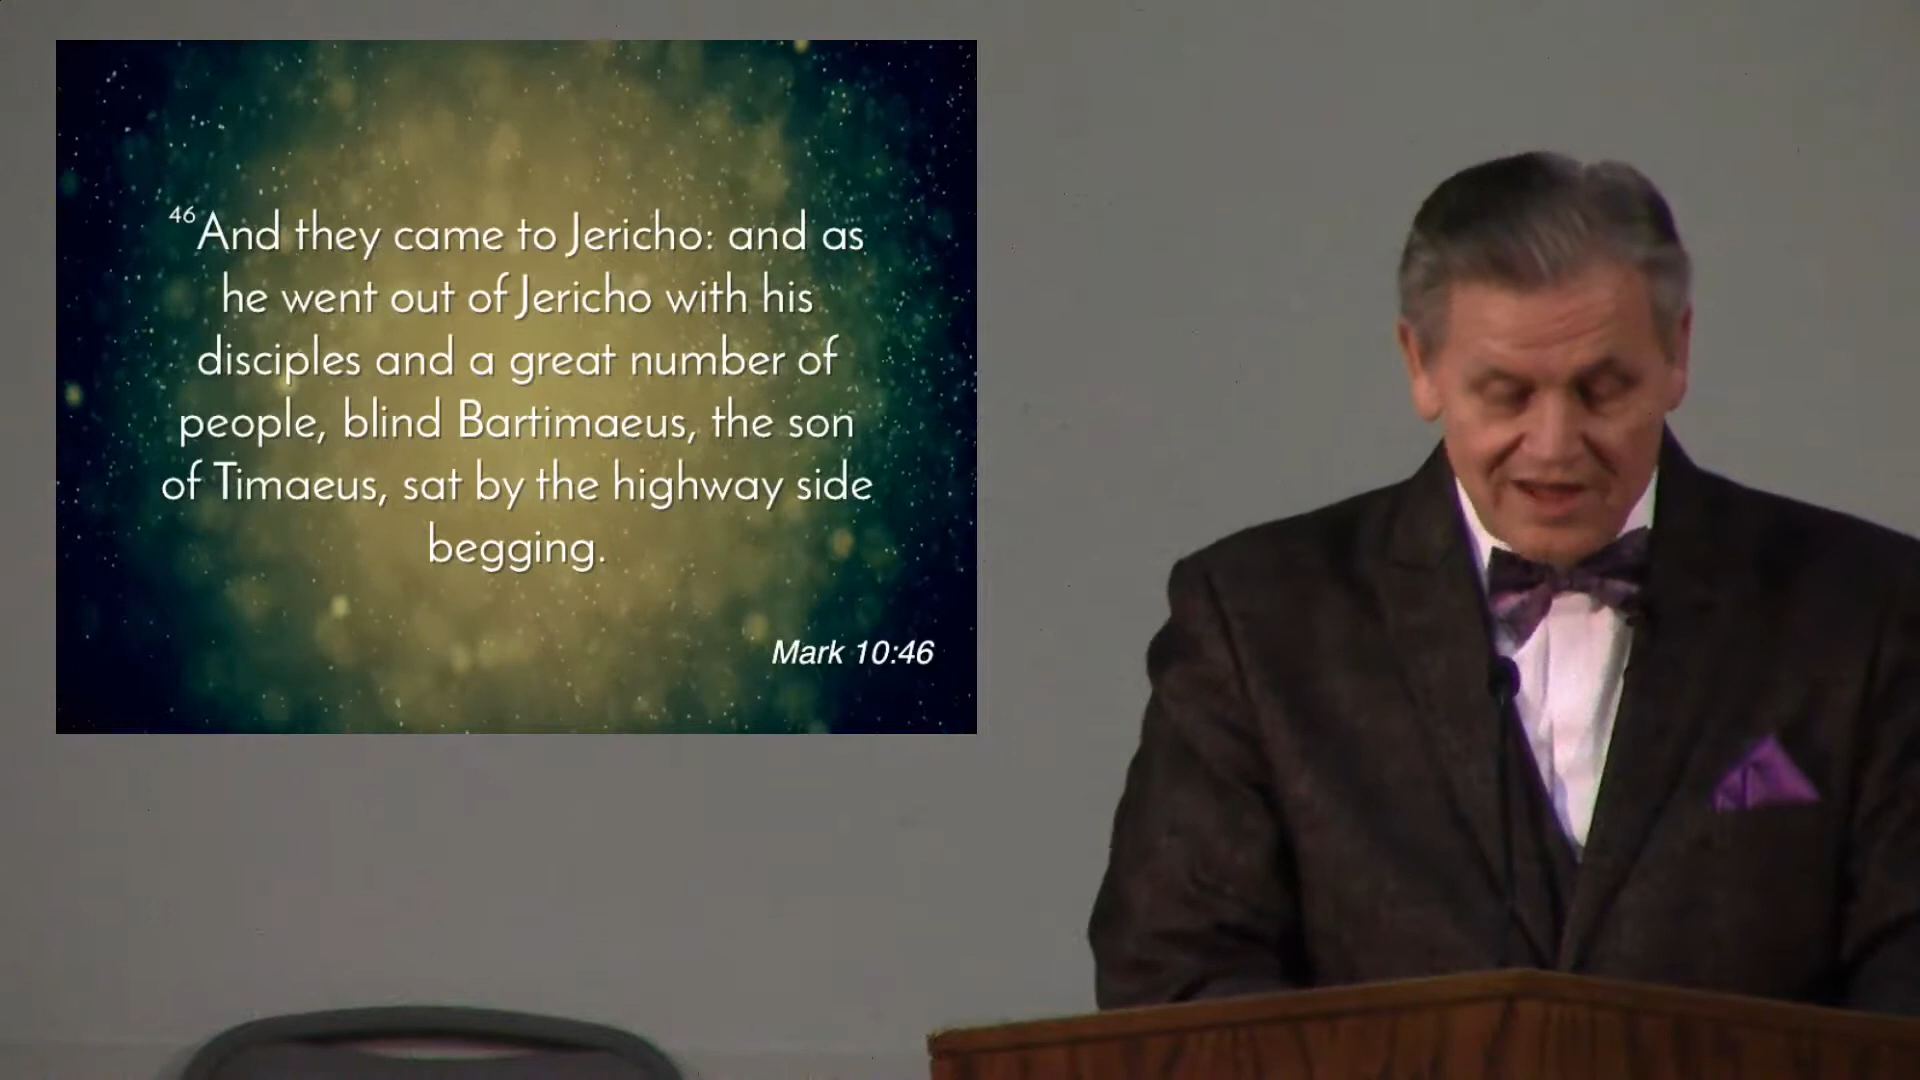 46And they came to Jericho: and as
he went out of Jericho with his
disciples and a great number of
people, blind Bartimaeus, the son
of Timaeus, sat by the highway side
begging.
Mark 10:46